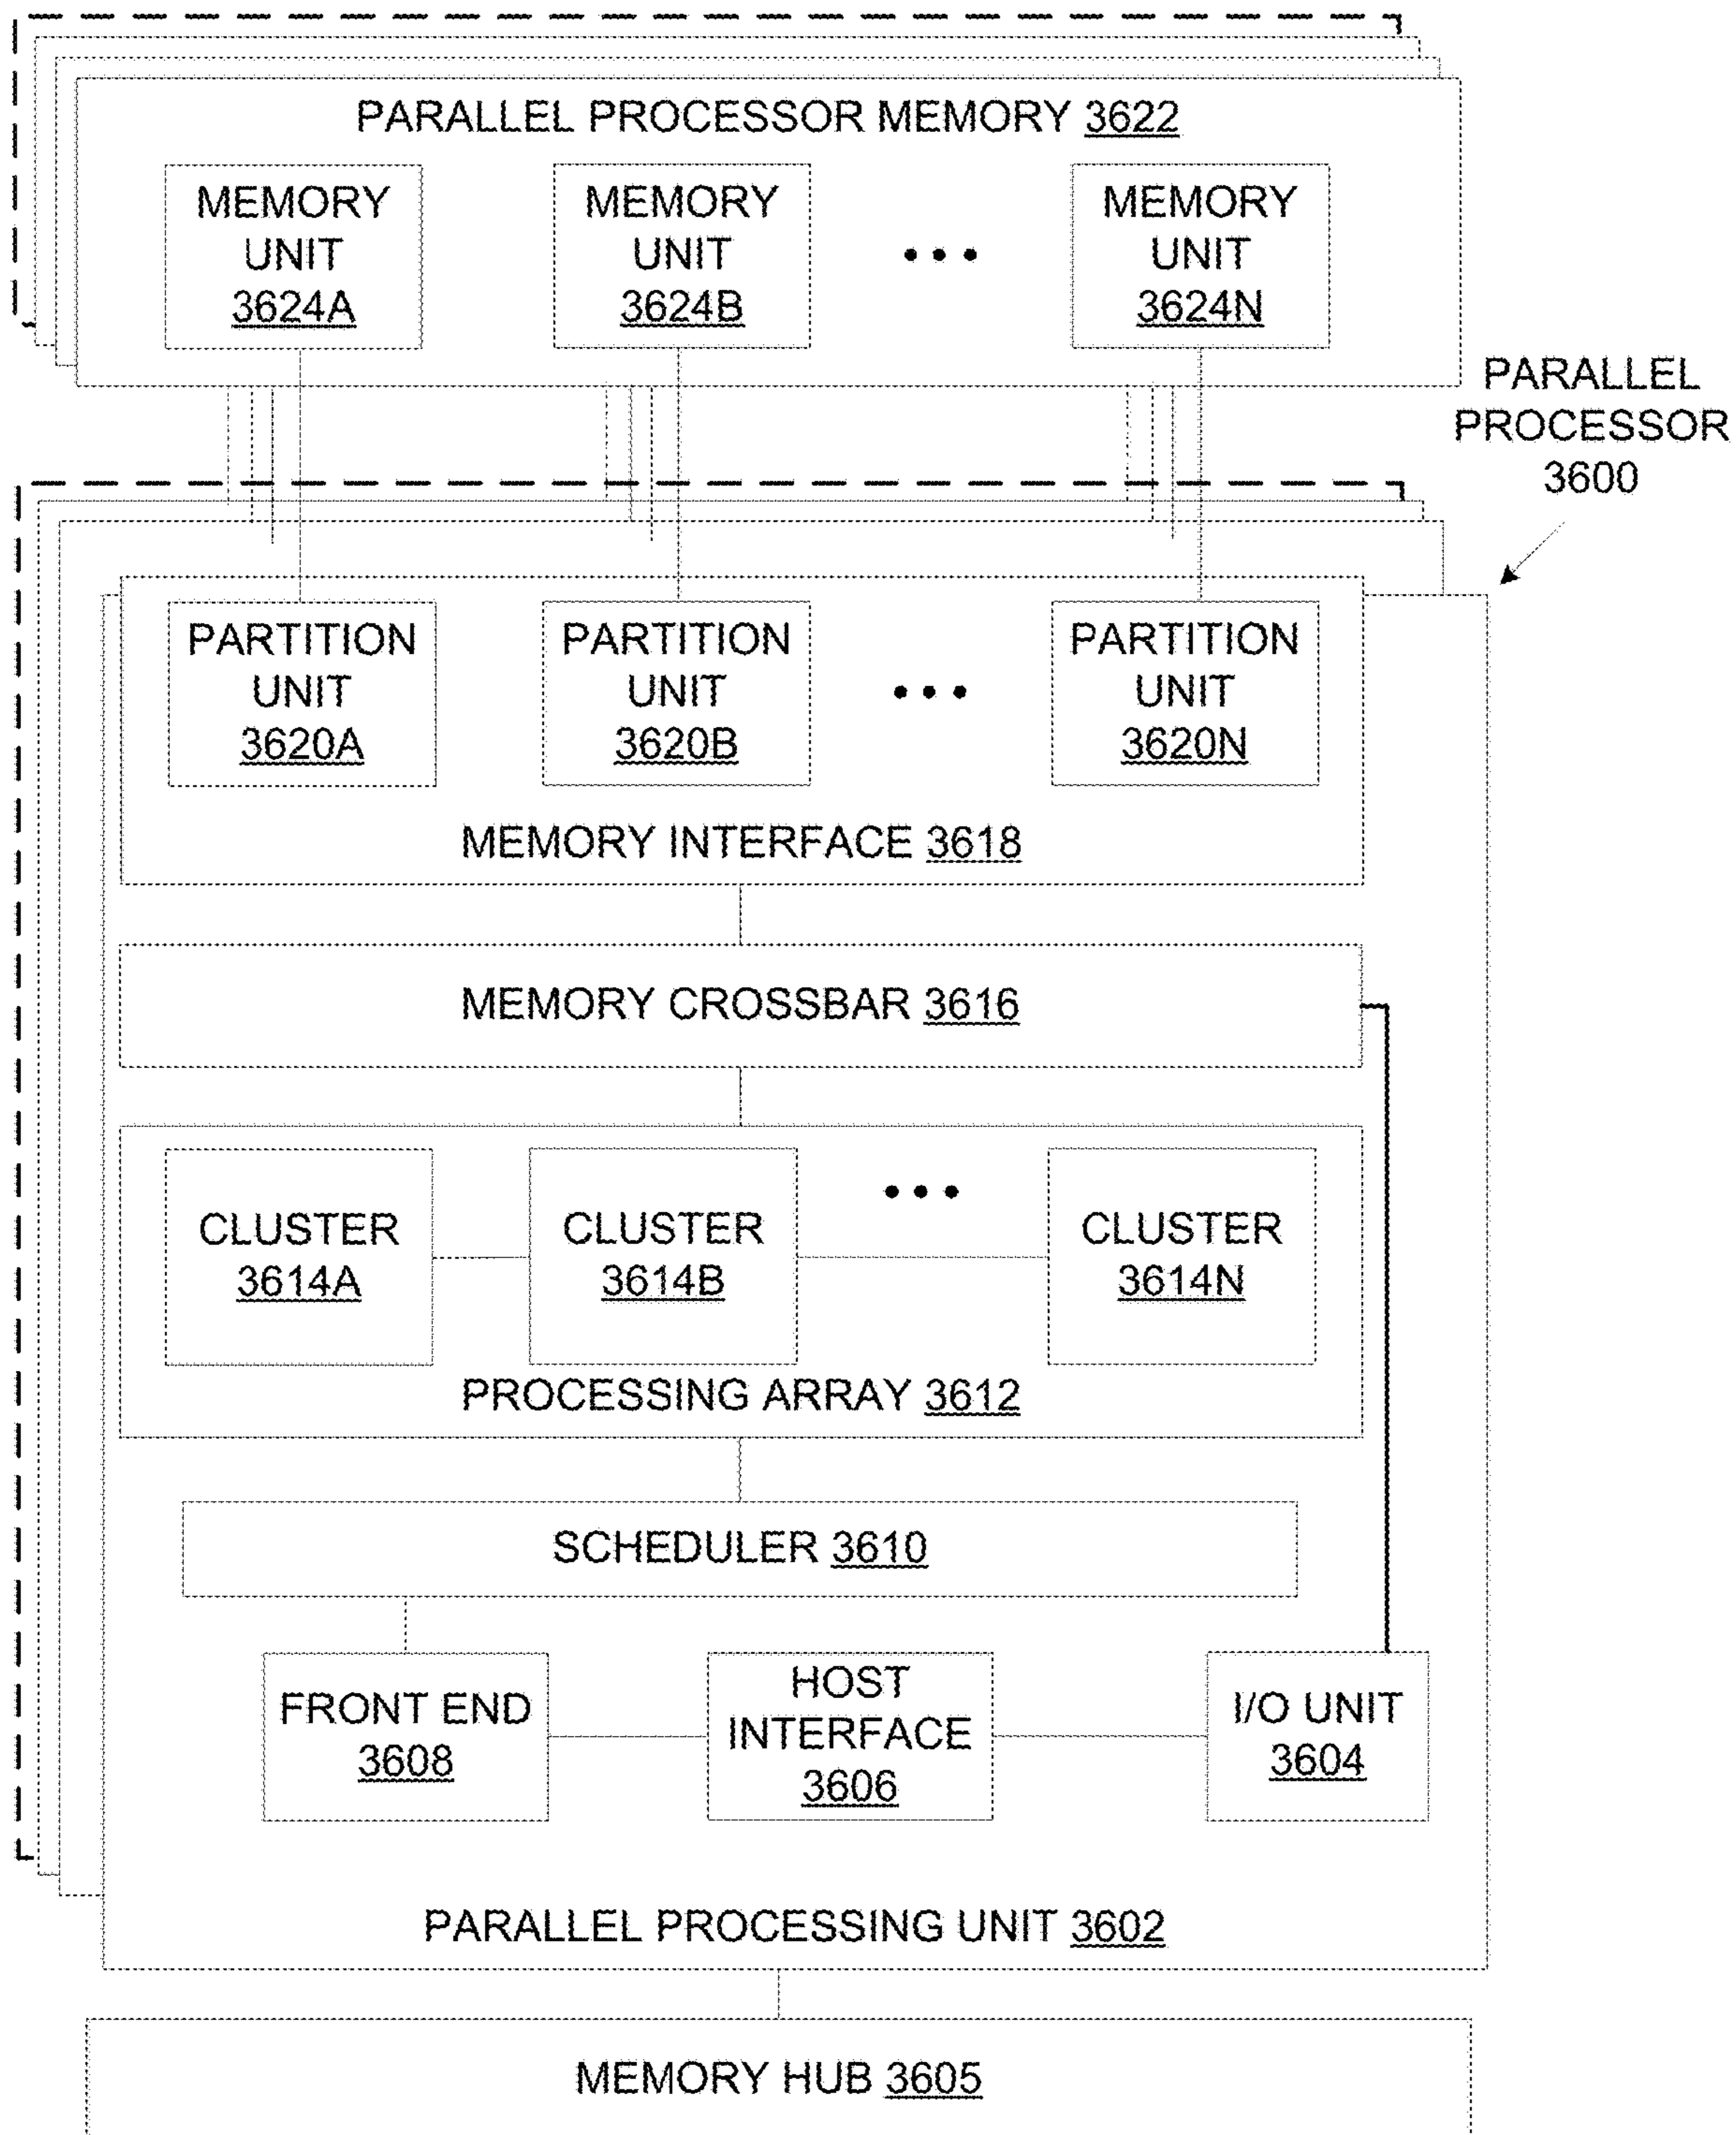 PARALLEL PROCESSOR MEMORY 3622
MEMORY
UNIT
3624A
MEMORY
UNIT
3624B
MEMORY
UNIT
3624N
PARALLEL
PROCESSOR
3600
PARTITION
UNIT
3620A
PARTITION
UNIT
3620B
PARTITION
UNIT
3620N
MEMORY INTERFACE 3618
MEMORY CROSSBAR 3616
CLUSTER
3614A
CLUSTER
3614B
CLUSTER
3614N
PROCESSING ARRAY 3612
SCHEDULER 3610
FRONT END
3608
HOST
INTERFACE
3606
I/O UNIT
3604
PARALLEL PROCESSING UNIT 3602
MEMORY HUB 3605